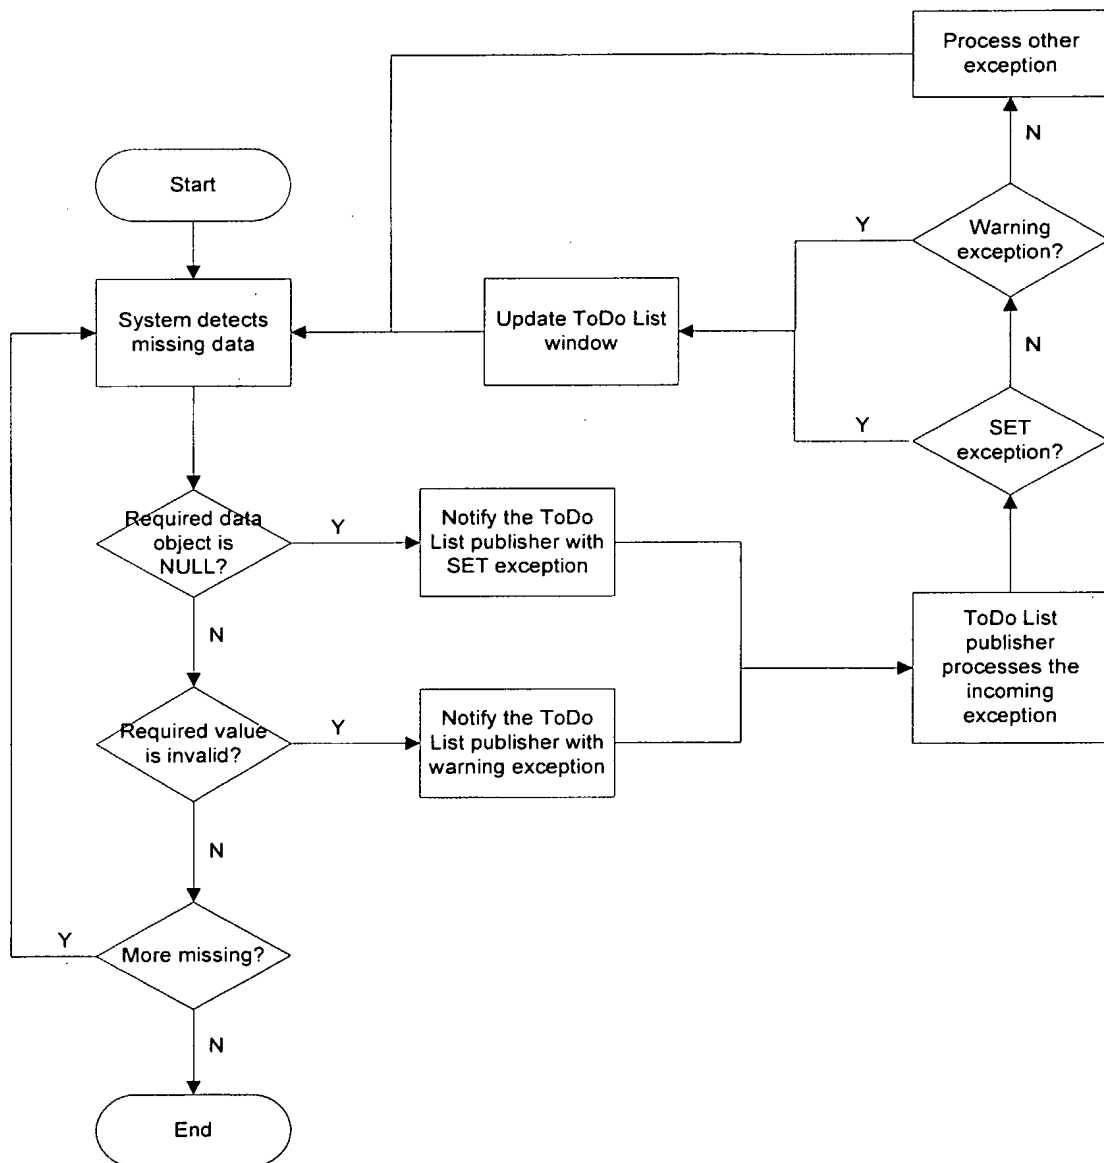 Process other
exception
N
Start
Y
Warning
exception?
System detects
missing data
Update ToDo List
window
N
Y
SET
exception?
Required data
object is
NULL?
Y
Notify the ToDo
List publisher with
SET exception
N
ToDo List
publisher
processes the
incoming
exception
Required value
is invalid?
Y
Notify the ToDo
List publisher with
warning exception
N
Y
More missing?
N
End